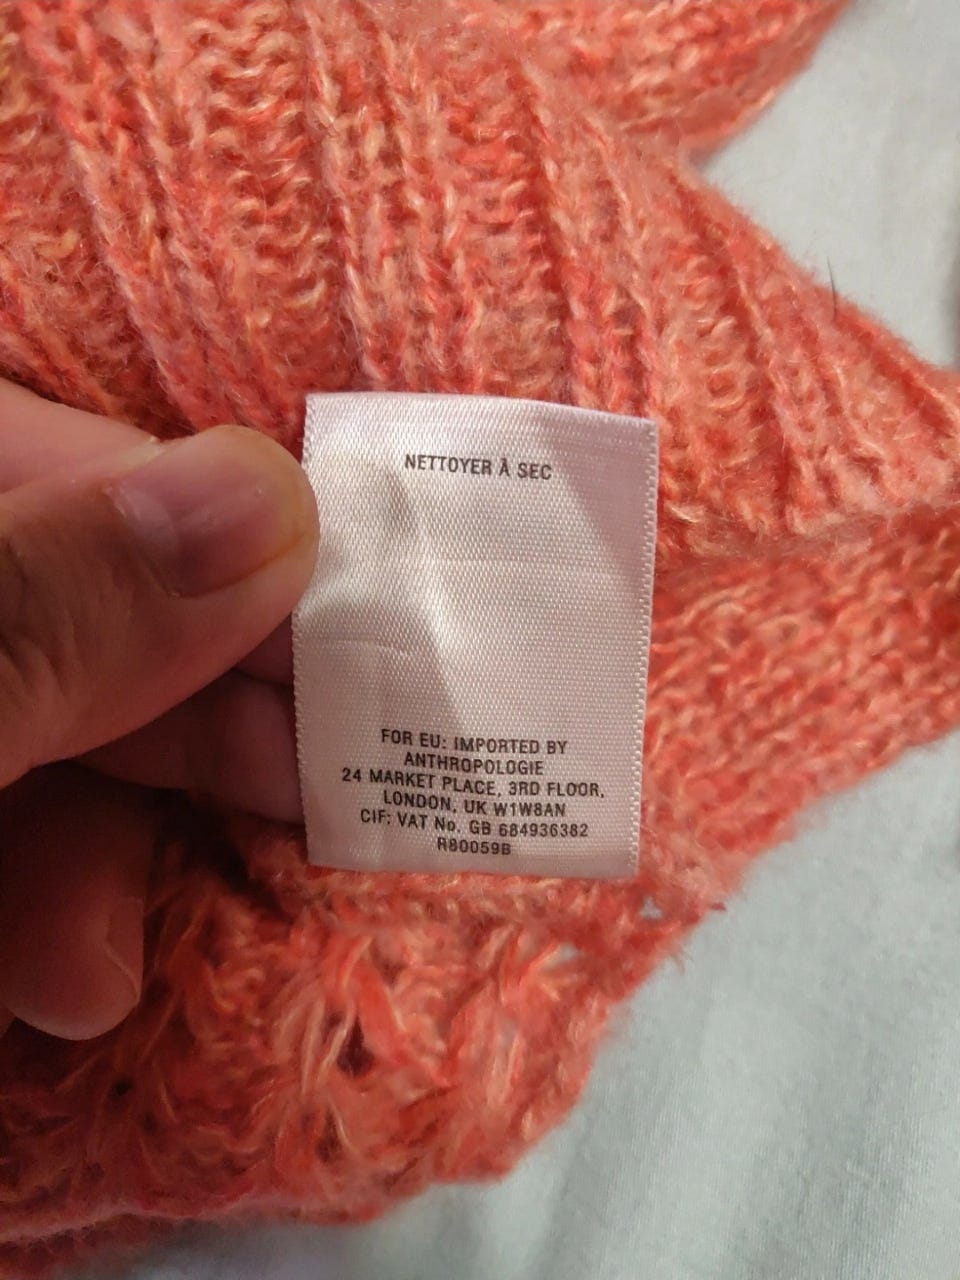 NETTOYER À SEC
FOR EU: IMPORTED BY
ANTHROPOLOGIE
24 MARKET PLACE, 3RD FLOOR,
LONDON, UK W1W8AN
CIF: VAT No. GB 684936382
R80059B